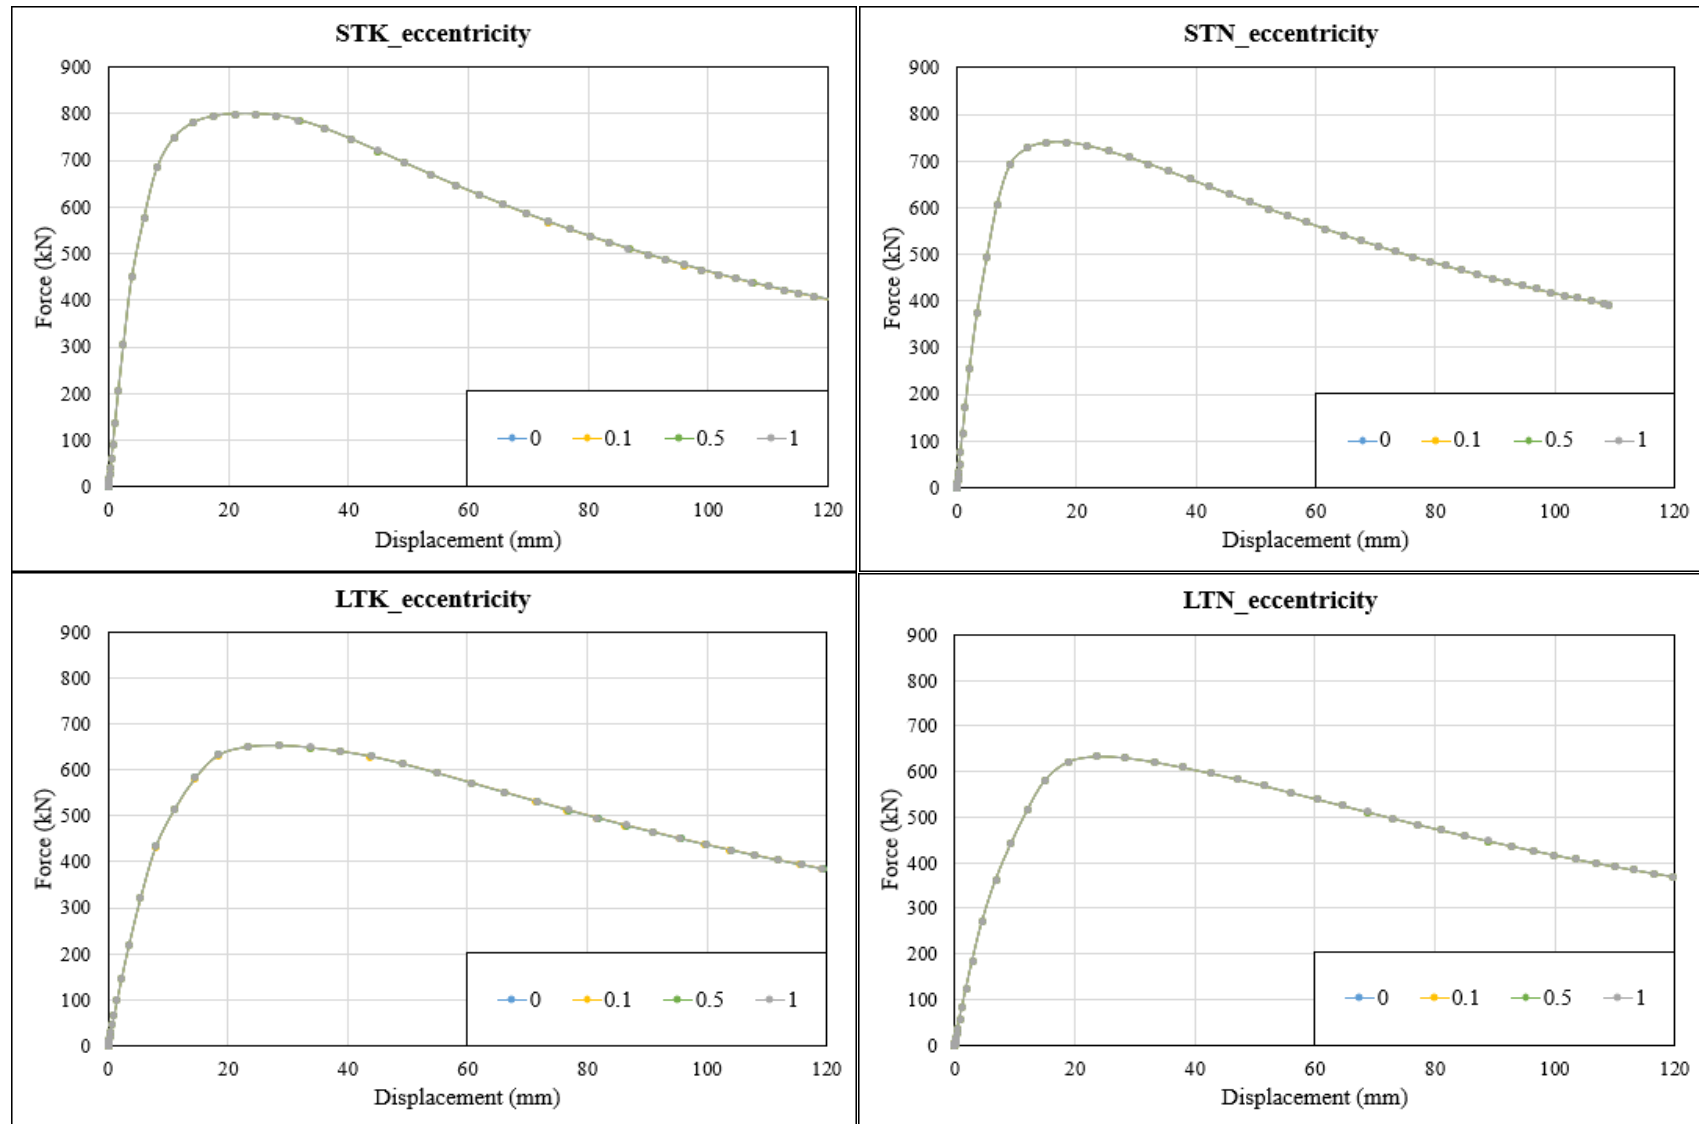 STK_eccentricity
900
800
700
600
500
400
300
200
100
0
Force (kN)
0 0.1 0.5 1
0 20 40 60 80 100 120
Displacement (mm)
STN_eccentricity
900
800
700
600
500
400
300
200
100
0
Force (kN)
0 0.1 0.5 1
0 20 40 60 80 100 120
Displacement (mm)
LTK_eccentricity
900
800
700
600
500
400
300
200
100
0
Force (kN)
0 0.1 0.5 1
0 20 40 60 80 100 120
Displacement (mm)
LTN_eccentricity
900
800
700
600
500
400
300
200
100
0
Force (kN)
0 0.1 0.5 1
0 20 40 60 80 100 120
Displacement (mm)